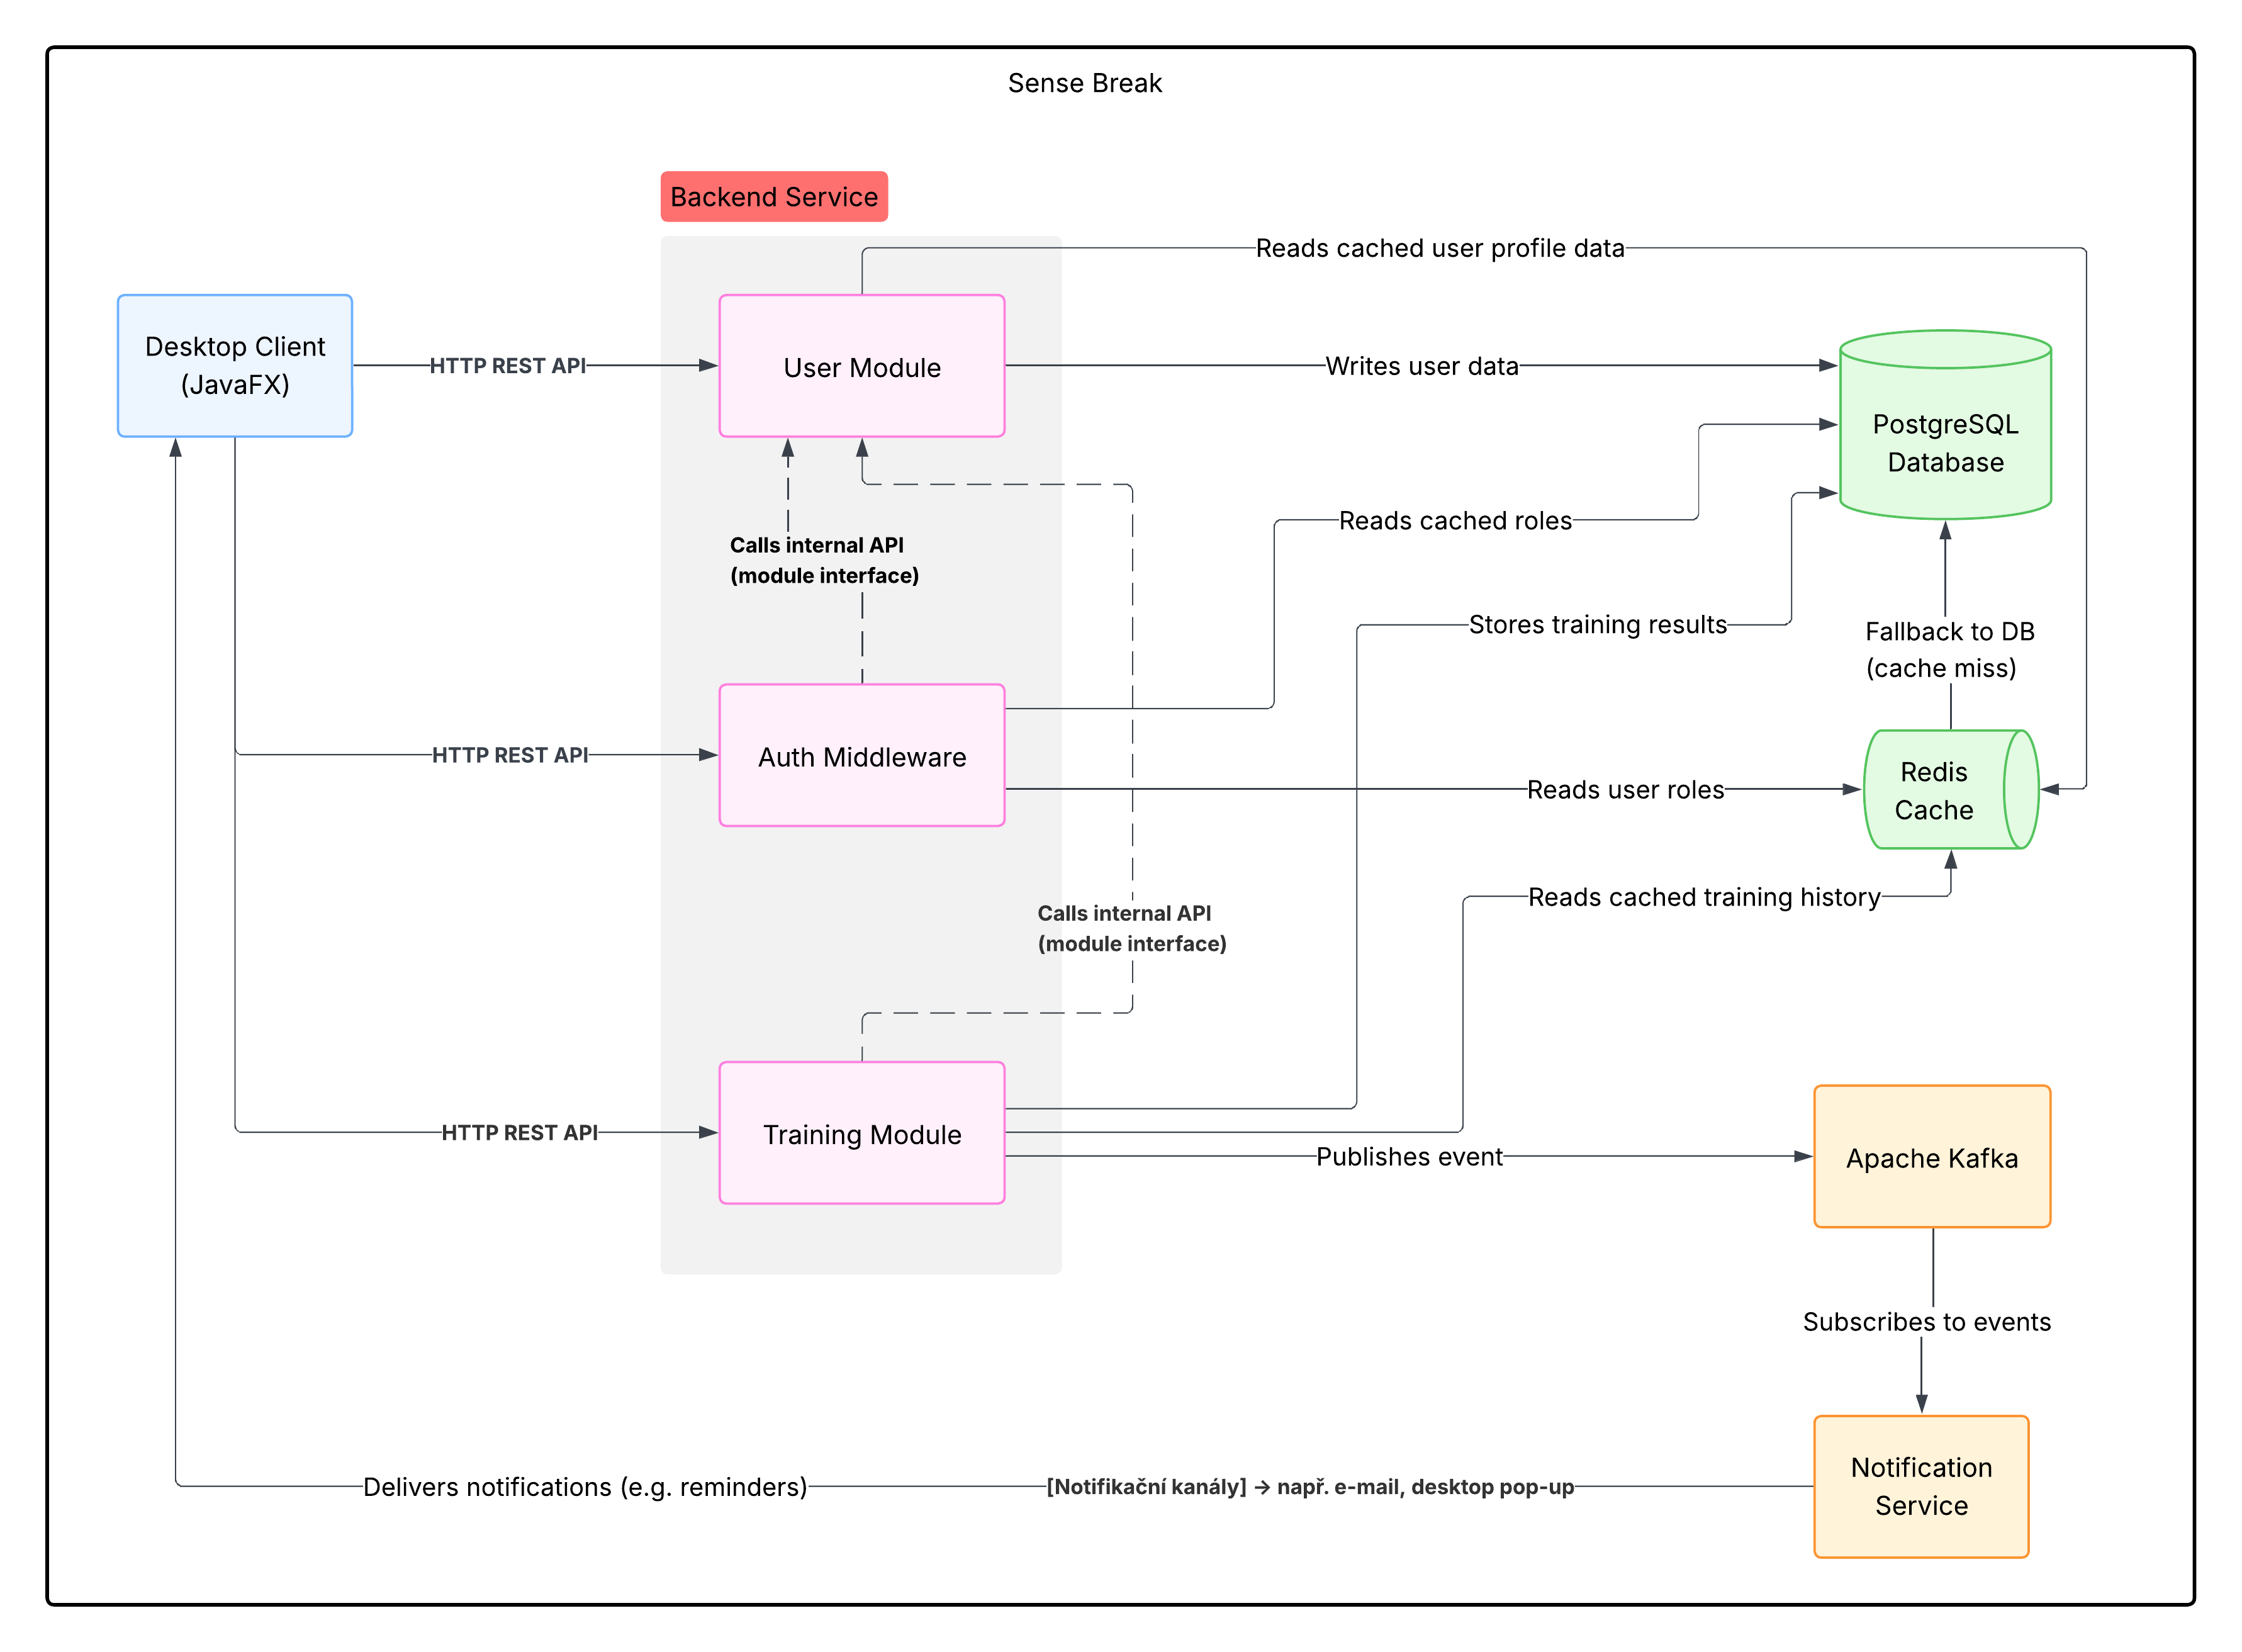 Sense Break
Backend Service
Reads cached user profile data
Desktop Client
(JavaFX)
HTTP REST API
User Module
Writes user data
PostgreSQL
Database
Reads cached roles
Calls internal API
(module interface)
Stores training results
Fallback to DB
(cache miss)
HTTP REST API
Auth Middleware
Reads user roles
Redis
Cache
Reads cached training history
Calls internal API
(module interface)
HTTP REST API
Training Module
Publishes event
Apache Kafka
Subscribes to events
Delivers notifications (e.g. reminders)
[Notifikační kanály] → např. e-mail, desktop pop-up
Notification
Service